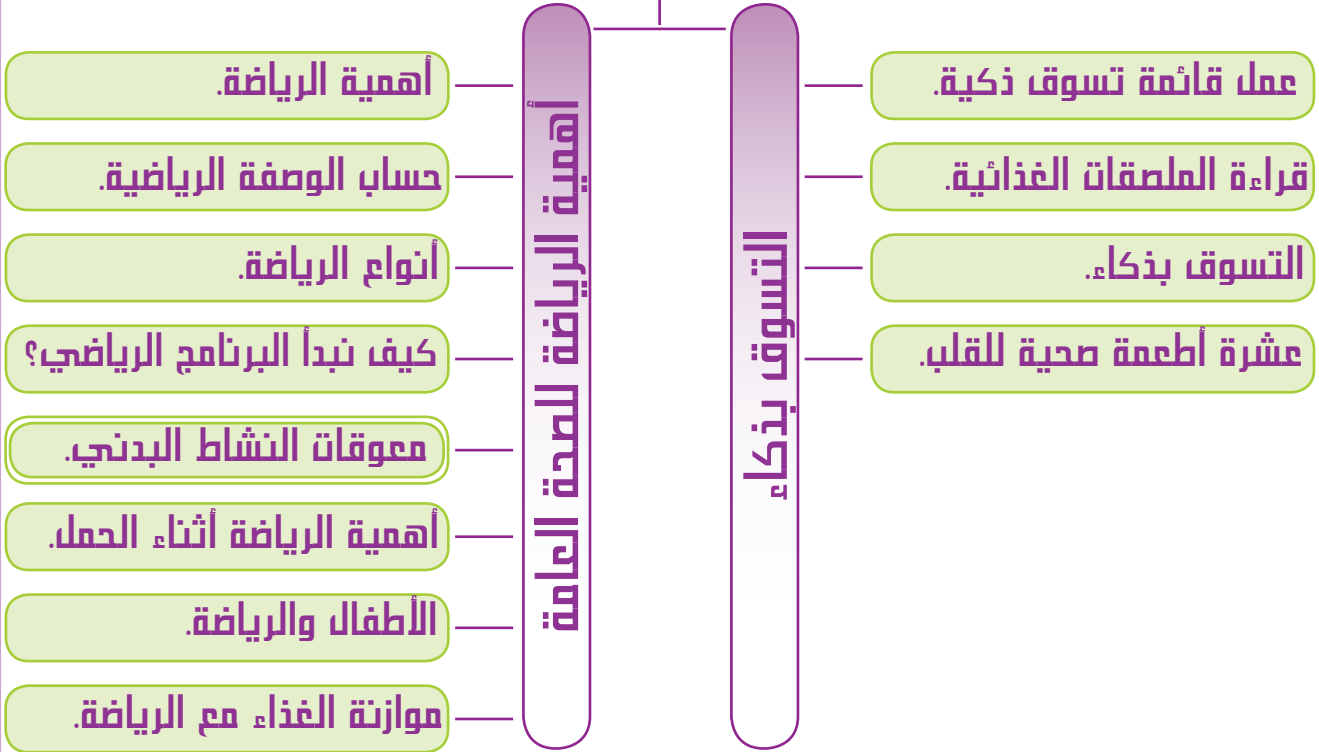 التسوق بذكاء
عمل قائمة تسوق ذكية.
قراءة الملصقات الغذائية.
التسوق بذكاء.
عشرة أطعمة صحية للقلب.
أهمية الرياضة للصحة العامة
أهمية الرياضة.
حساب الوصفة الرياضية.
أنواع الرياضة.
كيف نبدأ البرنامج الرياضي؟
معوقات النشاط البدني.
أهمية الرياضة أثناء الحمل.
الأطفال والرياضة.
موازنة الغذاء مع الرياضة.